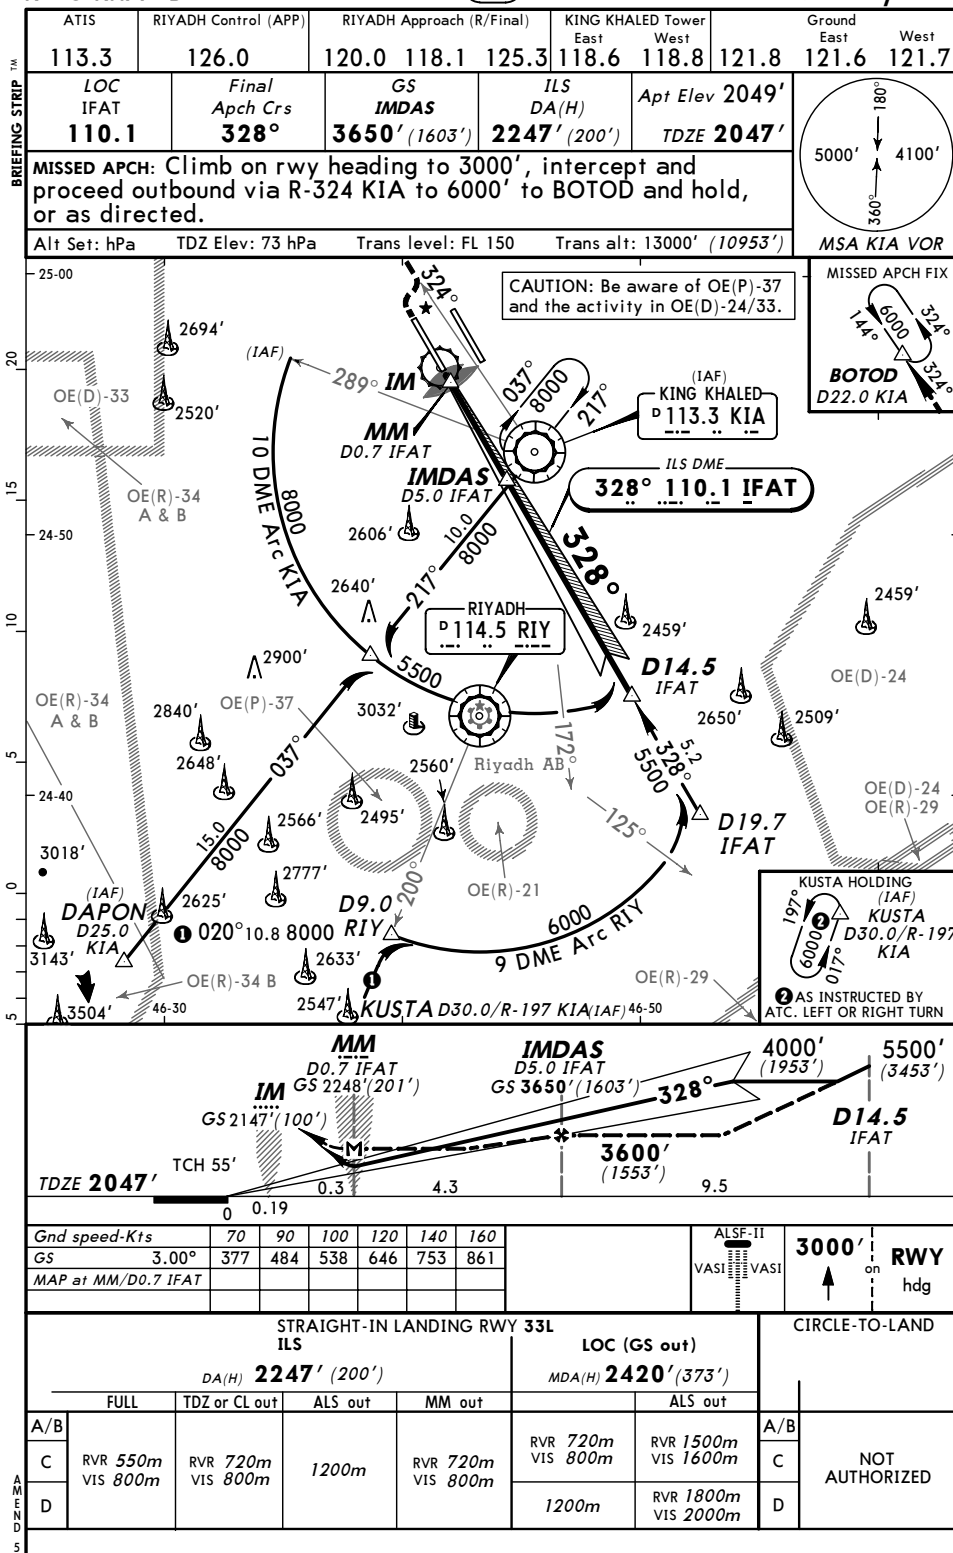 ATIS RIYADH Control (APP) RIYADH Approach (R/Final) KING KHALED Tower Ground
East West East West
113.3 126.0 120.0 118.1 125.3 118.6 118.8 121.8 121.6 121.7
BRIEFING STRIP TM
LOC Final GS ILS
IFAT Apch Crs IMDAS DA(H)
110.1 328° 3650' (1603') 2247' (200')
Apt Elev 2049'
TDZE 2047'
MISSED APCH: Climb on rwy heading to 3000', intercept and
proceed outbound via R-324 KIA to 6000' to BOTOD and hold,
or as directed.
Alt Set: hPa TDZ Elev: 73 hPa Trans level: FL 150 Trans alt: 13000' (10953')
180°
5000' 4100'
360°
MSA KIA VOR
25-00
CAUTION: Be aware of OE(P)-37
and the activity in OE(D)-24/33.
MISSED APCH FIX
6000
144°
324°
324°
BOTOD
D22.0 KIA
324°
2694'
2520'
OE(D)-33
(IAF)
289°
IM
MM
D0.7 IFAT
037°
8000
217°
(IAF)
KING KHALED
D 113.3 KIA
IMDAS
D5.0 IFAT
ILS DME
328° 110.1 IFAT
OE(R)-34
A & B
10 DME Arc KIA
8000
2606'
10.0
8000
217°
328°
24-50
2640'
RIYADH
D 114.5 RIY
2459'
2459'
2900'
5500
D14.5
IFAT
OE(D)-24
OE(R)-34
A & B
OE(P)-37
2840'
3032'
2650'
2509'
2648'
037°
2560'
Riyadh AB
172°
5.2
328°
5500
24-40
2566'
2495'
125°
D19.7
IFAT
OE(D)-24
OE(R)-29
15.0
8000
2777'
200°
OE(R)-21
3018'
(IAF)
DAPON
D25.0
KIA
2625'
1 020° 10.8 8000
D9.0
RIY
6000
9 DME Arc RIY
KUSTA HOLDING
(IAF)
KUSTA
D30.0/R-197
KIA
197°
6000
017°
2
2 AS INSTRUCTED BY
ATC. LEFT OR RIGHT TURN
3143'
2633'
OE(R)-34 B
OE(R)-29
1
3504'
46-30
2547'
KUSTA D30.0/R-197 KIA(IAF)
46-50
20
15
10
5
0
5
MM
D0.7 IFAT
GS 2248'(201')
IM
GS 2147'(100')
IMDAS
D5.0 IFAT
GS 3650'(1603')
4000'
(1953')
5500'
(3453')
328°
D14.5
IFAT
M
3600'
(1553')
TCH 55'
TDZE 2047'
0 0.19 0.3 4.3 9.5
Gnd speed-Kts 70 90 100 120 140 160
GS 3.00° 377 484 538 646 753 861
MAP at MM/D0.7 IFAT
ALSF-II
VASI VASI
3000' on RWY
hdg
STRAIGHT-IN LANDING RWY 33L CIRCLE-TO-LAND
ILS LOC (GS out)
DA(H) 2247' (200') MDA(H) 2420'(373')
FULL TDZ or CL out ALS out MM out ALS out
A/B
C
D
RVR 550m
VIS 800m
RVR 720m
VIS 800m
1200m
RVR 720m
VIS 800m
RVR 720m
VIS 800m
1200m
RVR 1500m
VIS 1600m
RVR 1800m
VIS 2000m
A/B
C
D
NOT
AUTHORIZED
AMEND 5